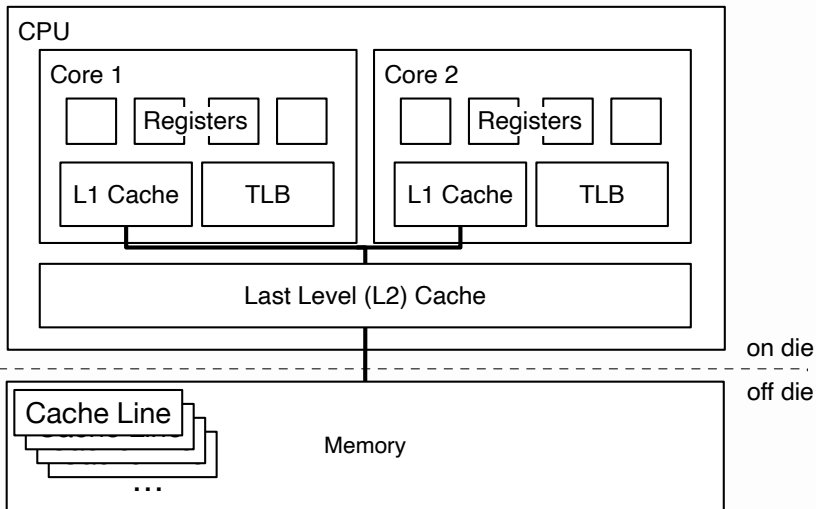 CPU
Core 1
Core 2
Registers
Registers
L1 Cache
TLB
L1 Cache
TLB
Last Level (L2) Cache
on die
off die
Cache Line
Memory
...